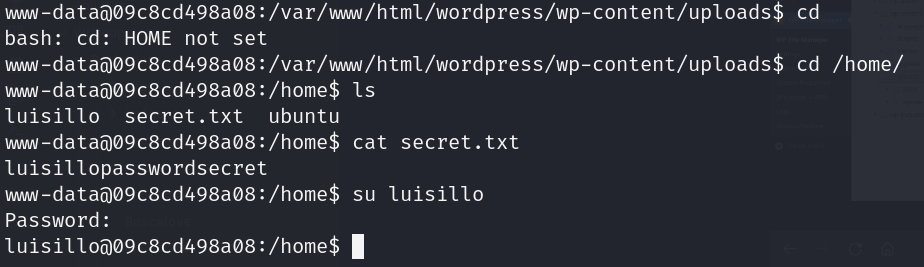 www-data@09c8cd498a08:/var/www/html/wordpress/wp-content/uploads$ cd
bash: cd: HOME not set
www-data@09c8cd498a08:/var/www/html/wordpress/wp-content/uploads$ cd /home/
www-data@09c8cd498a08:/home$ ls
luisillo  secret.txt  ubuntu
www-data@09c8cd498a08:/home$ cat secret.txt
luisillopasswordsecret
www-data@09c8cd498a08:/home$ su luisillo
Password:
luisillo@09c8cd498a08:/home$